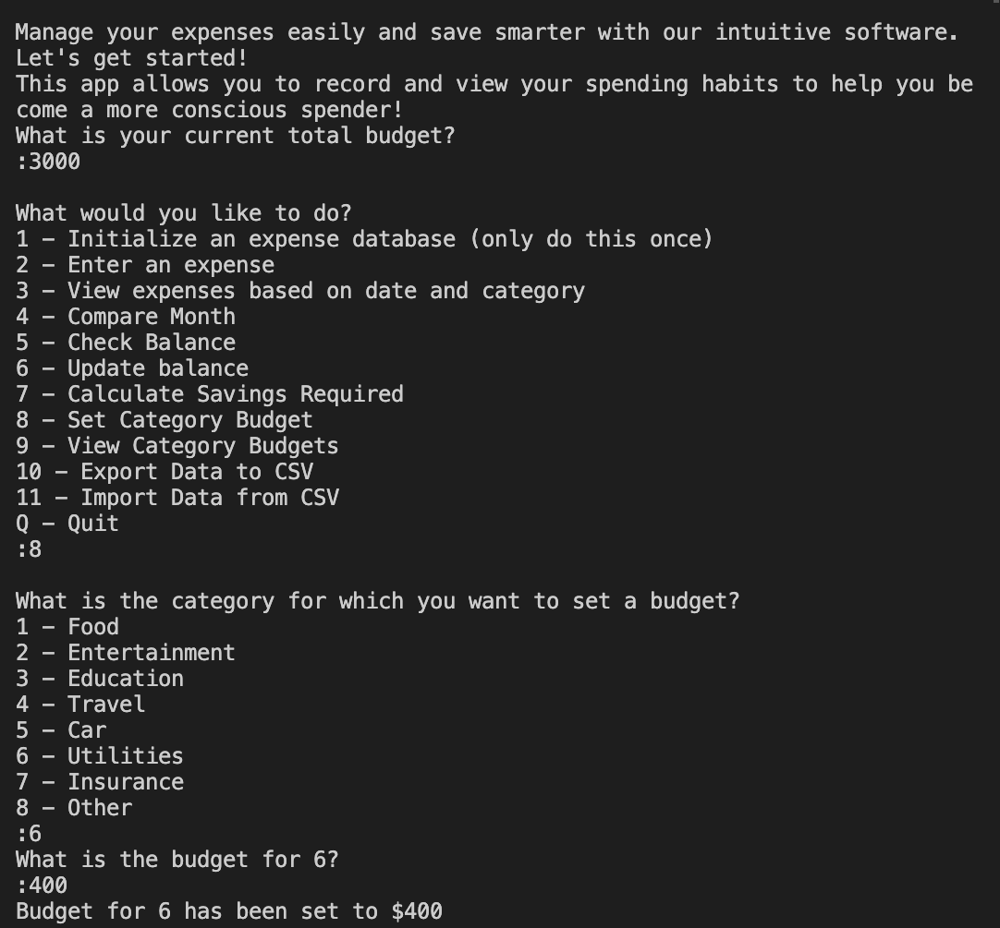 Manage your expenses easily and save smarter with our intuitive software.
Let's get started!
This app allows you to record and view your spending habits to help you be
come a more conscious spender!
What is your current total budget?
:3000
What would you like to do?
1 – Initialize an expense database (only do this once)
2 – Enter an expense
3 – View expenses based on date and category
4 – Compare Month
5 – Check Balance
6 – Update balance
7 – Calculate Savings Required
8 – Set Category Budget
9 – View Category Budgets
10 – Export Data to CSV
11 – Import Data from CSV
Q – Quit
:8
What is the category for which you want to set a budget?
1 – Food
2 – Entertainment
3 – Education
4 – Travel
5 – Car
6 – Utilities
7 – Insurance
8 – Other
:6
What is the budget for 6?
:400
Budget for 6 has been set to $400